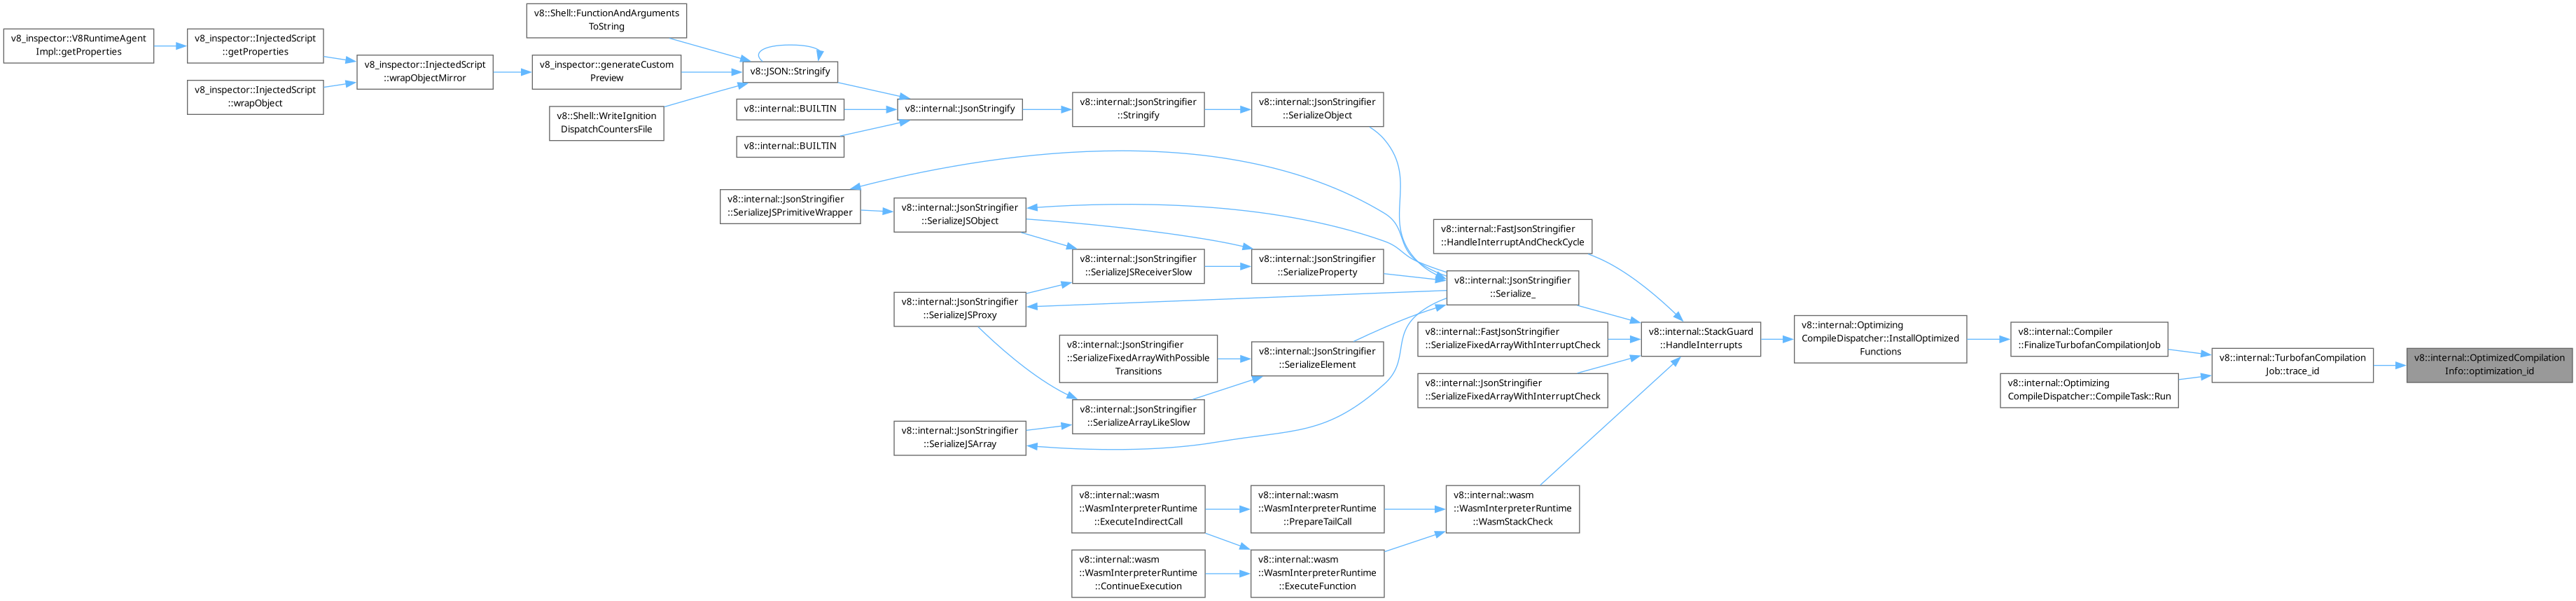 v8_inspector::V8RuntimeAgent
Impl::getProperties
v8_inspector::InjectedScript
::getProperties
v8_inspector::InjectedScript
::wrapObject
v8_inspector::InjectedScript
::wrapObjectMirror
v8::Shell::FunctionAndArguments
ToString
v8_inspector::generateCustom
Preview
v8::Shell::WriteIgnition
DispatchCountersFile
v8::JSON::Stringify
v8::internal::BUILTIN
v8::internal::BUILTIN
v8::internal::JsonStringify
v8::internal::JsonStringifier
::Stringify
v8::internal::JsonStringifier
::SerializeObject
v8::internal::JsonStringifier
::SerializeJSPrimitiveWrapper
v8::internal::JsonStringifier
::SerializeJSObject
v8::internal::JsonStringifier
::SerializeJSReceiverSlow
v8::internal::JsonStringifier
::SerializeProperty
v8::internal::JsonStringifier
::SerializeJSProxy
v8::internal::JsonStringifier
::SerializeFixedArrayWithPossible
Transitions
v8::internal::JsonStringifier
::SerializeElement
v8::internal::JsonStringifier
::SerializeArrayLikeSlow
v8::internal::JsonStringifier
::SerializeJSArray
v8::internal::FastJsonStringifier
::HandleInterruptAndCheckCycle
v8::internal::JsonStringifier
::Serialize_
v8::internal::FastJsonStringifier
::SerializeFixedArrayWithInterruptCheck
v8::internal::JsonStringifier
::SerializeFixedArrayWithInterruptCheck
v8::internal::StackGuard
::HandleInterrupts
v8::internal::Optimizing
CompileDispatcher::InstallOptimized
Functions
v8::internal::Compiler
::FinalizeTurbofanCompilationJob
v8::internal::Optimizing
CompileDispatcher::CompileTask::Run
v8::internal::TurbofanCompilation
Job::trace_id
v8::internal::OptimizedCompilation
Info::optimization_id
v8::internal::wasm
::WasmInterpreterRuntime
::ExecuteIndirectCall
v8::internal::wasm
::WasmInterpreterRuntime
::PrepareTailCall
v8::internal::wasm
::WasmInterpreterRuntime
::WasmStackCheck
v8::internal::wasm
::WasmInterpreterRuntime
::ContinueExecution
v8::internal::wasm
::WasmInterpreterRuntime
::ExecuteFunction